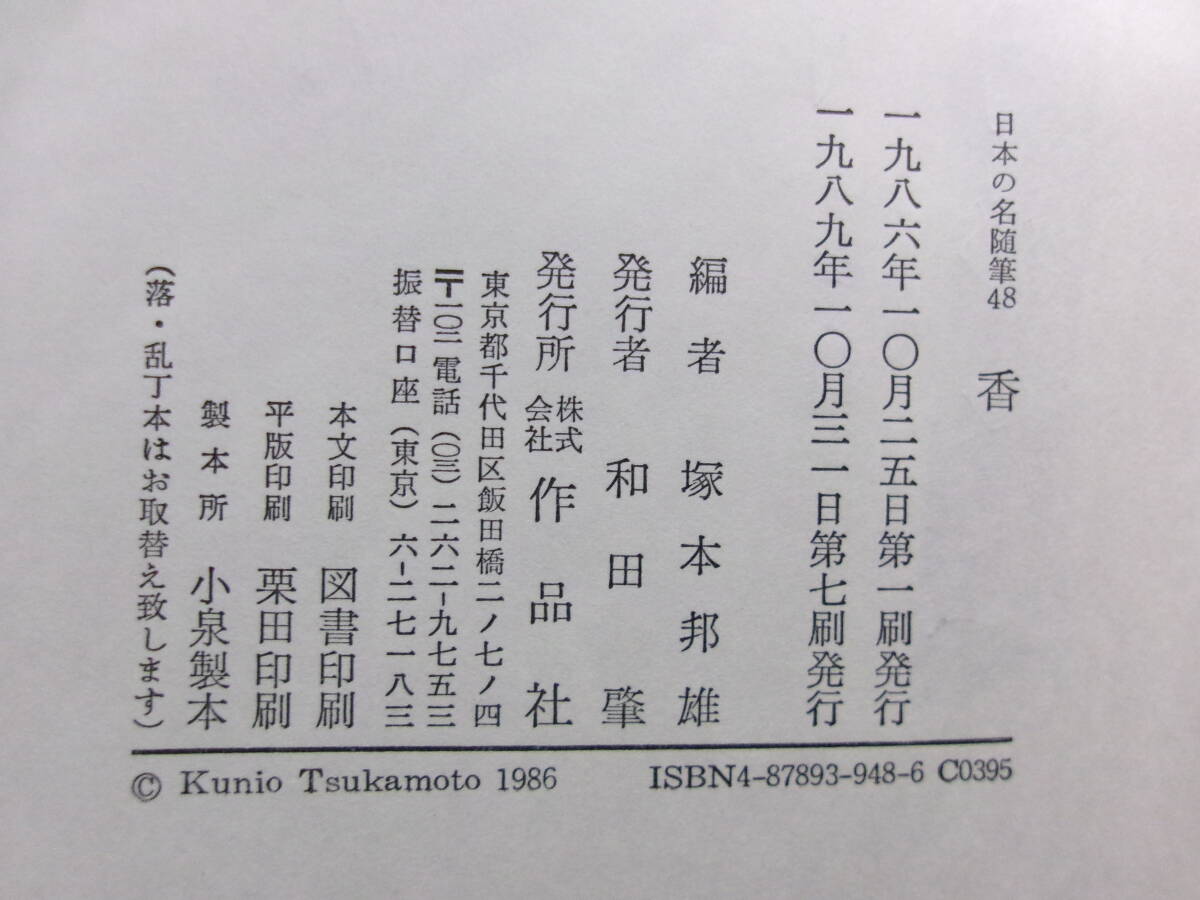 日本の名随筆48 香
一九八六年一〇月二五日第一刷発行
一九八九年一〇月三一日第七刷発行
編者 塚本邦雄
発行者 和田肇
発行所 株式会社 作品社
東京都千代田区飯田橋二ノ七ノ四
〒一〇二 電話(〇三)二六二-九七五三
振替口座(東京)六-二七一八三
本文印刷 図書印刷
平版印刷 栗田印刷
製本所 小泉製本
(落・乱丁本はお取替え致します)
© Kunio Tsukamoto 1986 ISBN4-87893-948-6 C0395